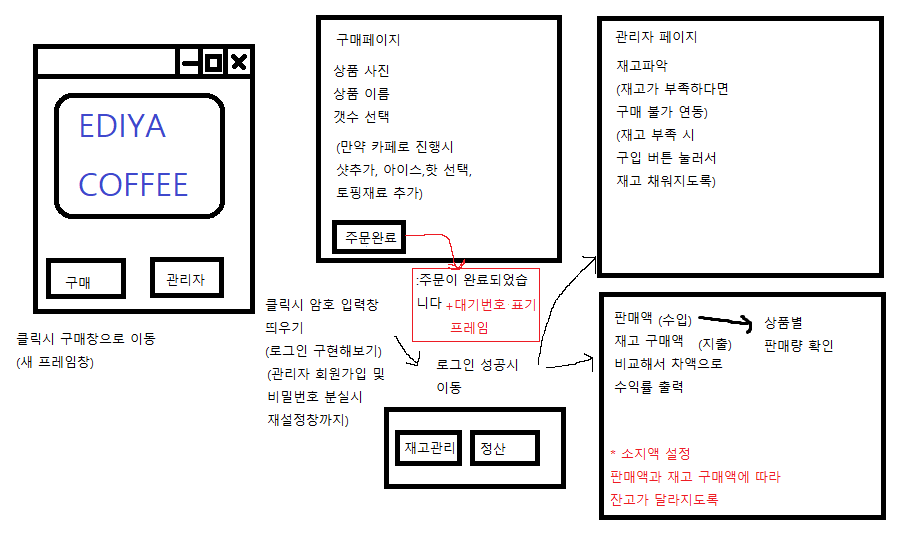 EDIYA
COFFEE
구매
관리자
클릭시 구매창으로 이동
(새 프레임창)
구매페이지
상품 사진
상품 이름
갯수 선택
(만약 카페로 진행시
샷추가, 아이스,핫 선택,
토핑재료 추가)
주문완료
:주문이 완료되었습
니다 +대기번호 표기
프레임
클릭시 암호 입력창
띄우기
(로그인 구현해보기)
(관리자 회원가입 및
비밀번호 분실시
재설정창까지)
로그인 성공시
이동
재고관리
정산
관리자 페이지
재고파악
(재고가 부족하다면
구매 불가 연동)
(재고 부족 시
구입 버튼 눌러서
재고 채워지도록)
판매액 (수입)
재고 구매액 (지출)
비교해서 차액으로
수익률 출력
상품별
판매량 확인
* 소지액 설정
판매액과 재고 구매액에 따라
잔고가 달라지도록